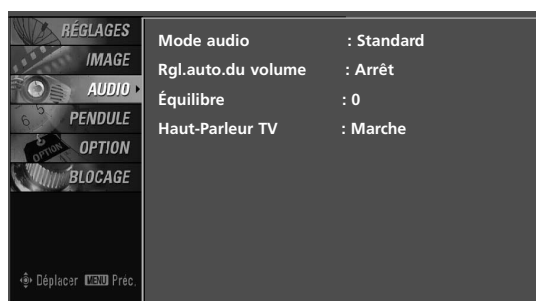 RÉGLAGES
IMAGE
AUDIO
PENDULE
OPTION
BLOCAGE
Déplacer MENU Préc.
Mode audio : Standard
Rgl.auto.du volume : Arrêt
Équilibre : 0
Haut-Parleur TV : Marche